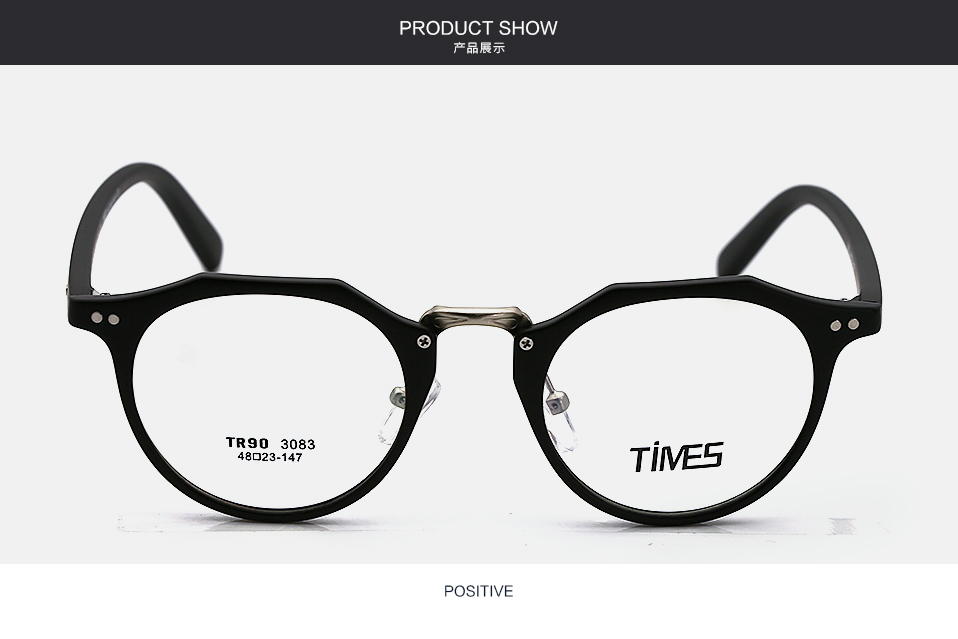 PRODUCT SHOW
产品展示
TR90 3083
48□23-147
TiMES
POSITIVE